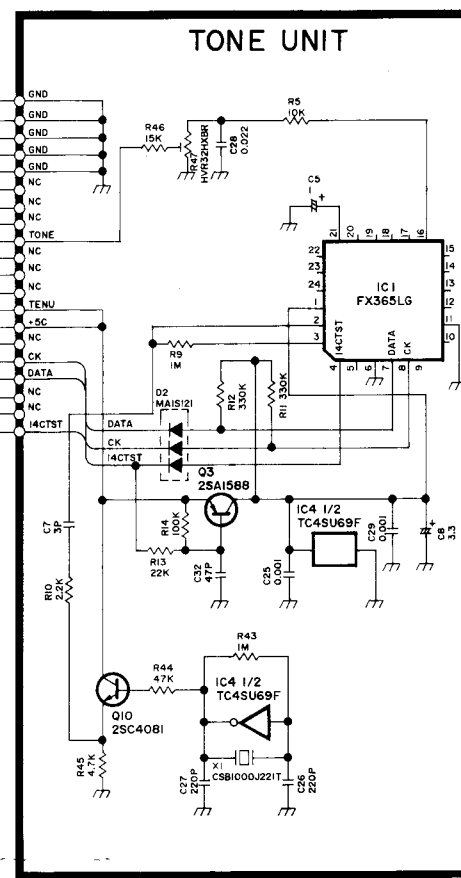 TONE UNIT
GND
GND
GND
GND
GND
NC
NC
NC
TONE
NC
NC
NC
TENU
+5C
NC
CK
DATA
NC
NC
14CTST
R46
15K
R47
HVR32HXBR
C28
0.022
R5
10K
C5
1
+
21
20
19
18
17
16
22
23
24
1
2
3
15
14
13
12
11
10
IC1
FX365LG
14CTST
DATA
CK
4
5
6
7
8
9
R9
1M
D2
MA1S121
DATA
CK
14CTST
R12
330K
R11
330K
Q3
2SA1588
R14
100K
R13
22K
C32
47P
C25
0.001
IC4 1/2
TC4SU69F
C29
0.001
+
C8
3.3
C7
3P
R10
2.2K
R43
1M
R44
47K
IC4 1/2
TC4SU69F
Q10
2SC4081
R45
4.7K
X1
CSB1000J221T
C27
220P
C26
220P